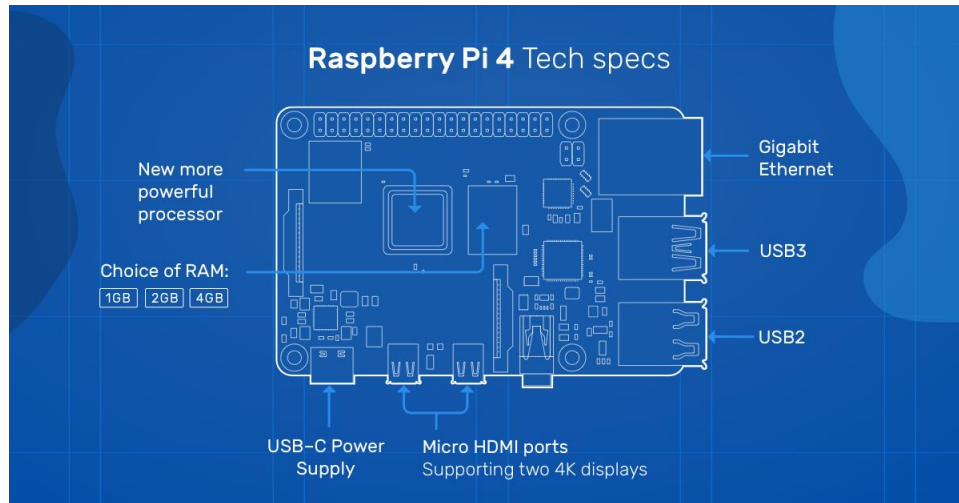 Raspberry Pi 4 Tech specs
New more
powerful
processor
Choice of RAM:
1GB 2GB 4GB
Gigabit
Ethernet
USB3
USB2
USB-C Power
Supply
Micro HDMI ports
Supporting two 4K displays